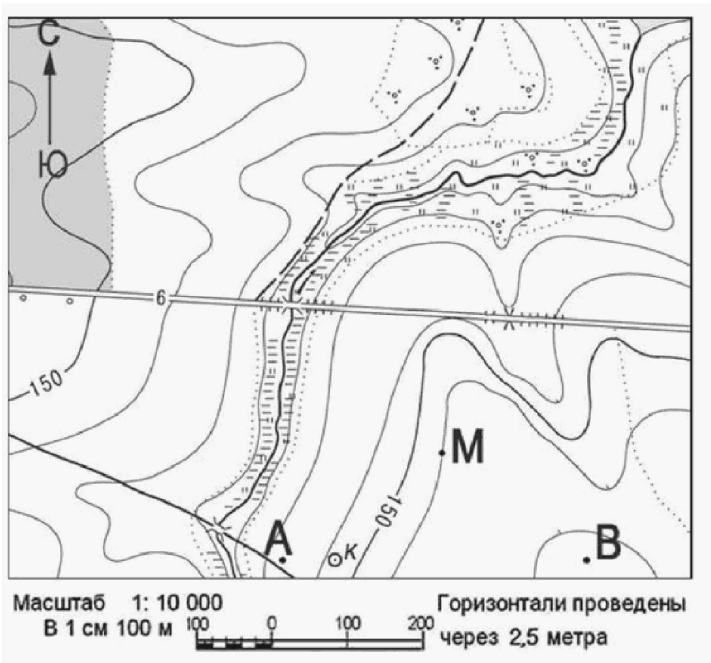 С
Ю
6
150
М
150
А
К
В
Масштаб 1: 10 000
В 1 см 100 м
100 0 100 200
Горизонтали проведены
через 2,5 метра